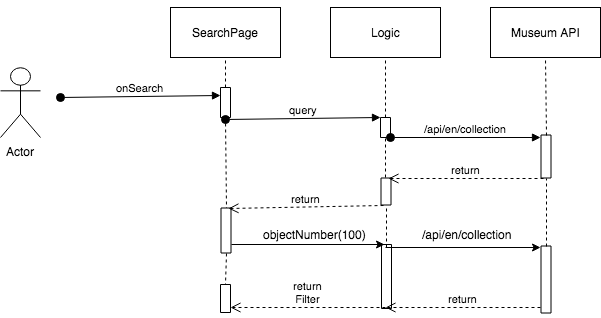 SearchPage
Logic
Museum API
onSearch
query
/api/en/collection
Actor
return
return
objectNumber(100)
/api/en/collection
return
Filter
return